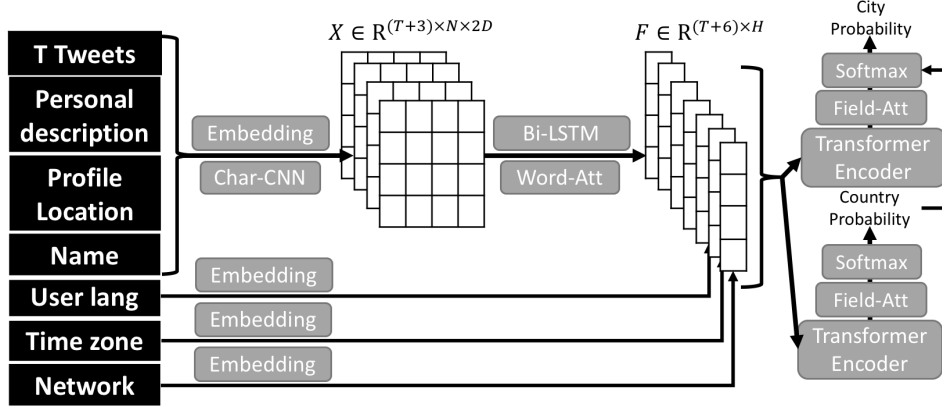 T Tweets
Personal
description
Profile
Location
Name
User lang
Time zone
Network
Embedding
Char-CNN
Embedding
Embedding
Embedding
X ∈ R^{(T+3)×N×2D}
Bi-LSTM
Word-Att
F ∈ R^{(T+6)×H}
City
Probability
Softmax
Field-Att
Transformer
Encoder
Country
Probability
Softmax
Field-Att
Transformer
Encoder